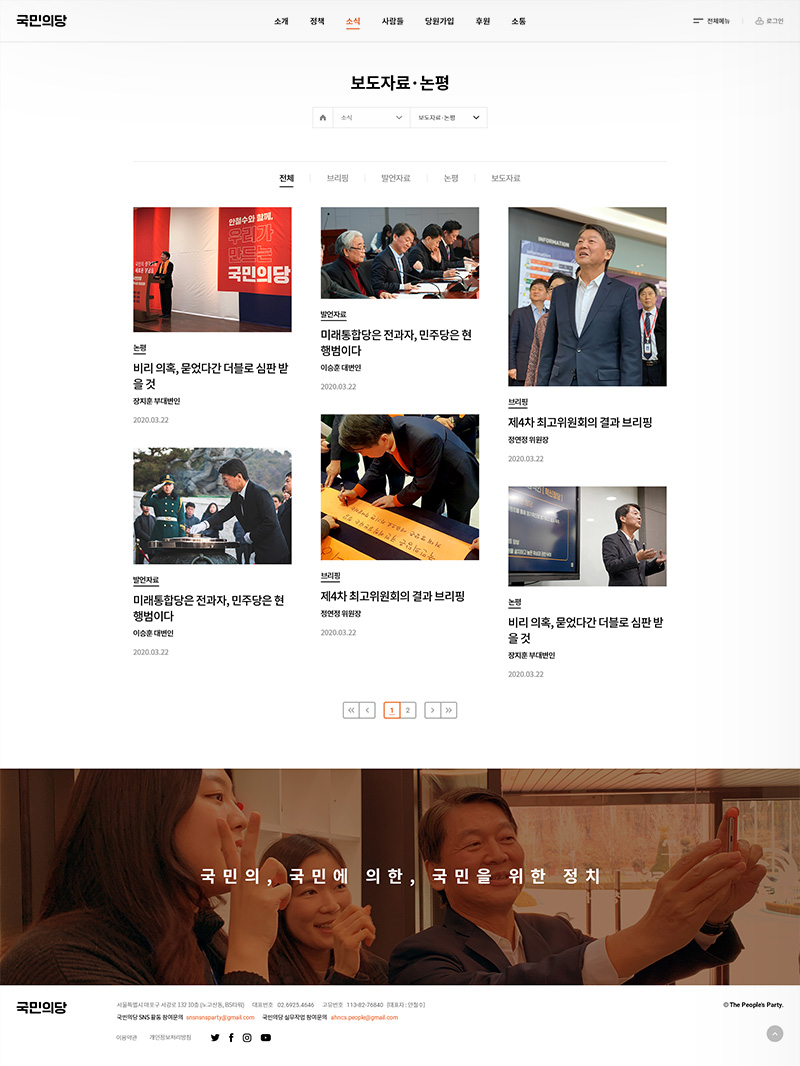 국민의당
소개 정책 소식 사람들 당원가입 후원 소통
전체메뉴 로그인
보도자료·논평
소식 보도자료·논평
전체 브리핑 발언자료 논평 보도자료
안철수와 함께,
우리가
만드는
국민의당
INFORMATION
논평
비리 의혹, 묻었다간 더블로 심판 받
을 것
장지훈 부대변인
2020.03.22
발언자료
미래통합당은 전과자, 민주당은 현
행범이다
이승훈 대변인
2020.03.22
브리핑
제4차 최고위원회의 결과 브리핑
정연정 위원장
2020.03.22
발언자료
미래통합당은 전과자, 민주당은 현
행범이다
이승훈 대변인
2020.03.22
브리핑
제4차 최고위원회의 결과 브리핑
정연정 위원장
2020.03.22
논평
비리 의혹, 묻었다간 더블로 심판 받
을 것
장지훈 부대변인
2020.03.22
1 2
국민의, 국민에 의한, 국민을 위한 정치
국민의당
서울특별시 마포구 서강로 132 10층 (노고산동, BS타워) 대표번호 02.6925.4646 고유번호 113-82-76840 [대표자 : 안철수]
국민의당 SNS 활동 참여문의 snsnsnsparty@gmail.com 국민의당 실무작업 참여문의 ahncs.people@gmail.com
이용약관 개인정보처리방침
© The People's Party.